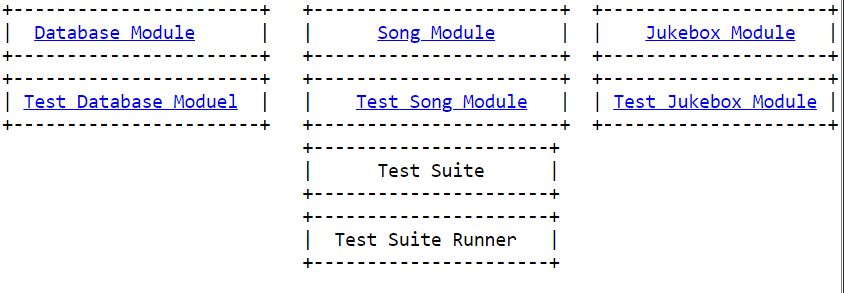 +-----------------------+   +-----------------------+  +----------------------+
|  Database Module      |   |      Song Module      |  |    Jukebox Module   |
+-----------------------+   +-----------------------+  +----------------------+
+-----------------------+   +-----------------------+  +----------------------+
| Test Database Moduel  |   |    Test Song Module   |  | Test Jukebox Module |
+-----------------------+   +-----------------------+  +----------------------+
+----------------------+
|      Test Suite      |
+----------------------+
+----------------------+
|  Test Suite Runner   |
+----------------------+